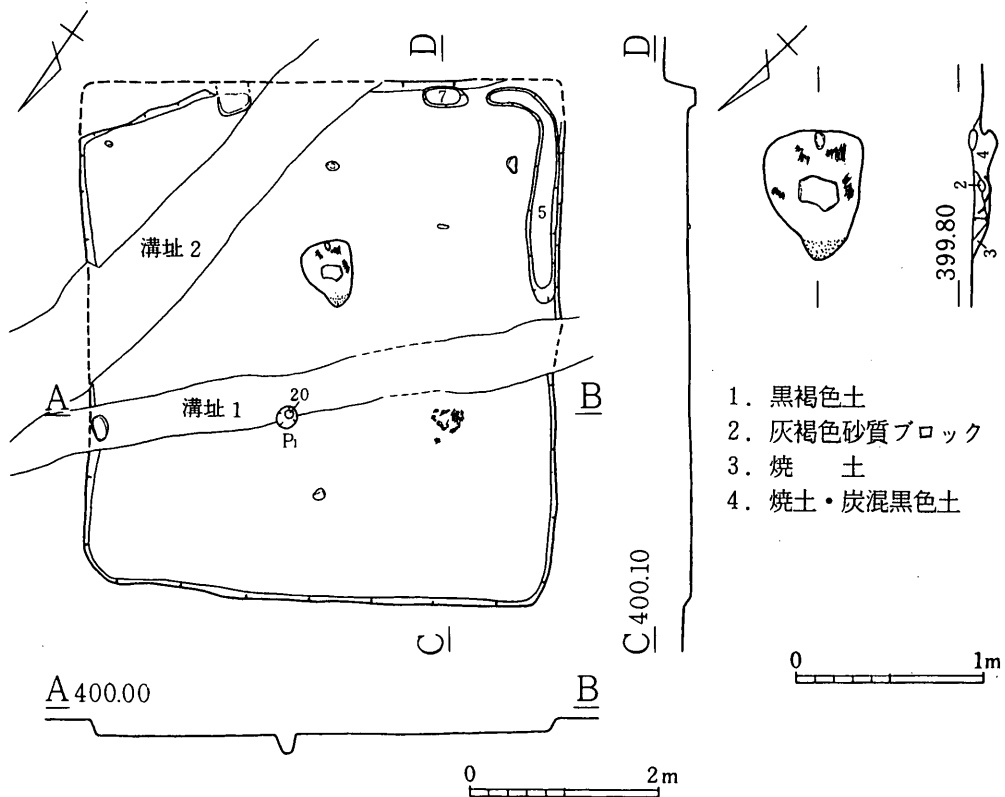 D
D
7
5
溝址 2
4
2
3
399.80
A
溝址 1
20
P₁
B
1. 黒褐色土
2. 灰褐色砂質ブロック
3. 焼 土
4. 焼土・炭混黒色土
C
C 400.10
0 1m
A 400.00
B
0 2m